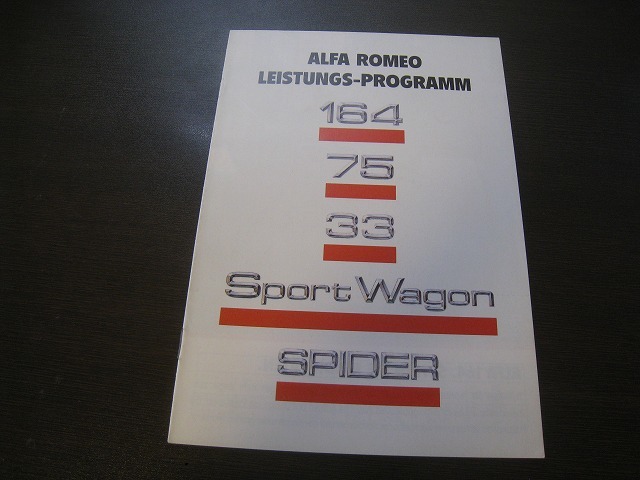 ALFA ROMEO
LEISTUNGS-PROGRAMM
164
75
33
Sport Wagon
SPIDER